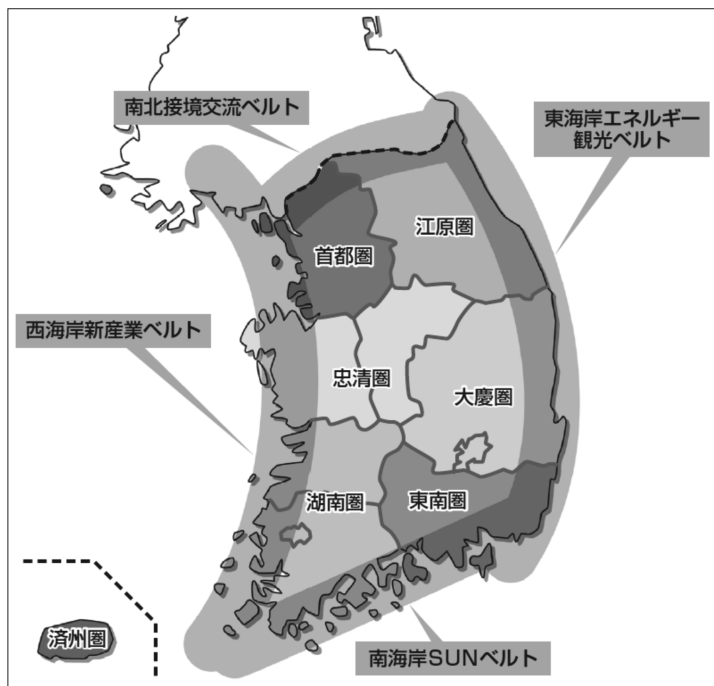 南北接境交流ベルト
東海岸エネルギー
観光ベルト
江原圏
首都圏
西海岸新産業ベルト
忠清圏
大慶圏
湖南圏
東南圏
済州圏
南海岸SUNベルト